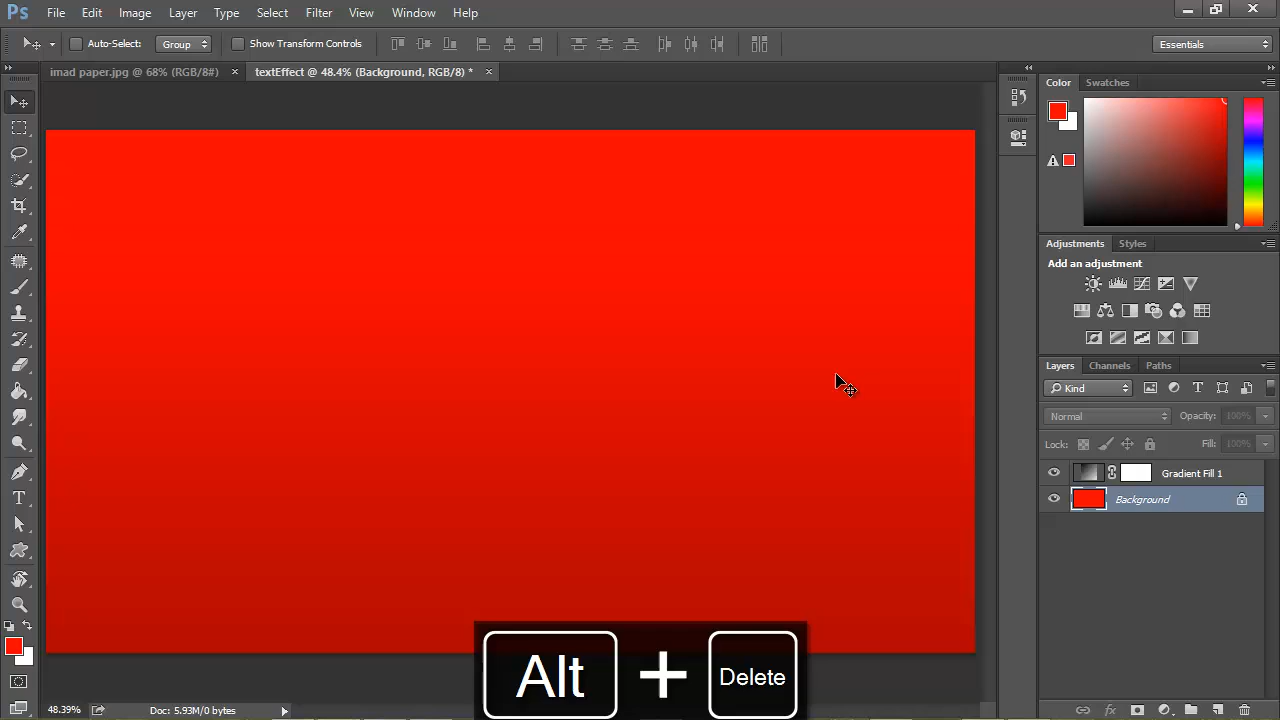 Ps File Edit Image Layer Type Select Filter View Window Help
Auto-Select: Group Show Transform Controls Essentials
imad paper.jpg @ 68% (RGB/8#) × textEffect @ 48.4% (Background, RGB/8) * ×
Color Swatches
Adjustments Styles
Add an adjustment
Layers Channels Paths
Kind T
Normal Opacity: 100%
Lock: Fill: 100%
Gradient Fill 1
Background
T
Alt + Delete
48.39% Doc: 5.93M/0 bytes fx